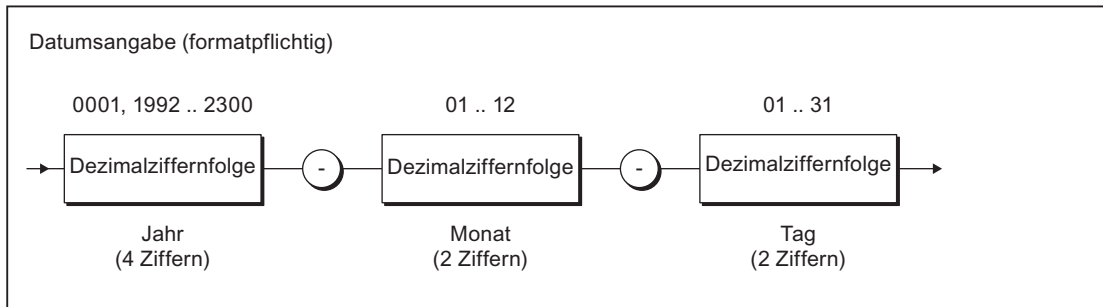 Datumsangabe (formatpflichtig)
0001, 1992 .. 2300
01 .. 12
01 .. 31
Dezimalziffernfolge
-
Dezimalziffernfolge
-
Dezimalziffernfolge
Jahr
(4 Ziffern)
Monat
(2 Ziffern)
Tag
(2 Ziffern)